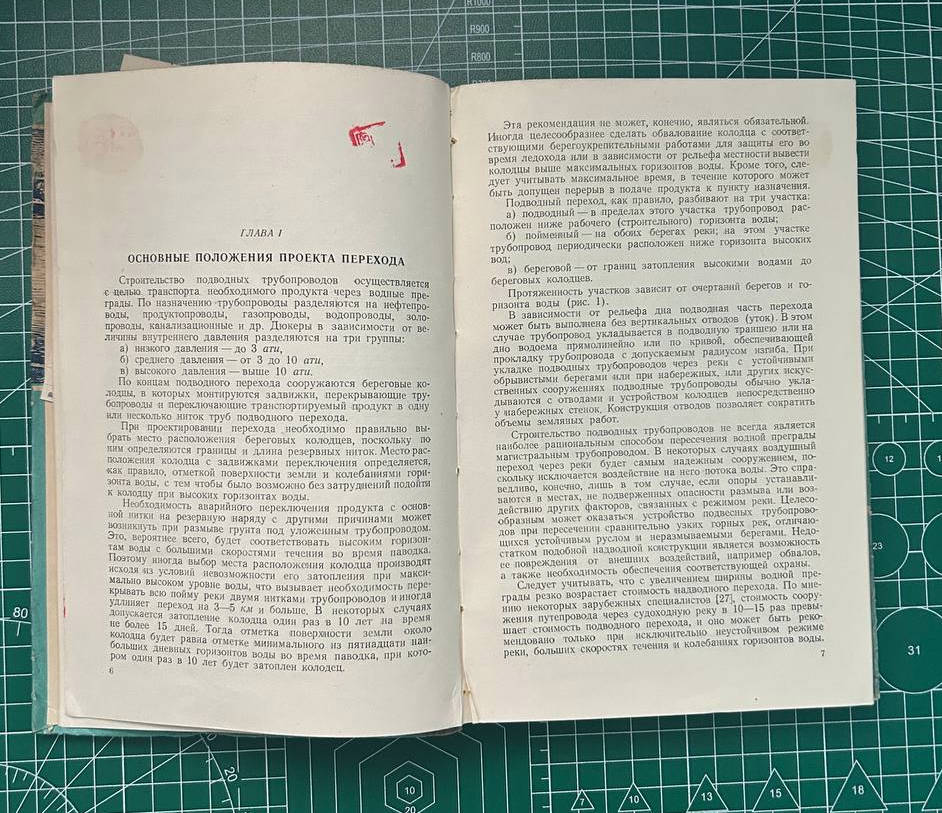 ГЛАВА I
ОСНОВНЫЕ ПОЛОЖЕНИЯ ПРОЕКТА ПЕРЕХОДА
Строительство подводных трубопроводов осуществляется
с целью транспорта необходимого продукта через водные пре-
грады. По назначению трубопроводы разделяются на нефтепро-
воды, продуктопроводы, газопроводы, водопроводы, золо-
проводы, канализационные и др. Дюкеры в зависимости от ве-
личины внутреннего давления разделяются на три группы:
а) низкого давления — до 3 ати,
б) среднего давления — от 3 до 10 ати,
в) высокого давления — выше 10 ати.
По концам подводного перехода сооружаются береговые ко-
лодцы, в которых монтируются задвижки, перекрывающие тру-
бопроводы и переключающие транспортируемый продукт в одну
или несколько ниток труб подводного перехода.
При проектировании перехода необходимо правильно вы-
брать место расположения береговых колодцев, поскольку по
ним определяются границы и длина резервных ниток. Место рас-
положения колодца с задвижками переключения определяется,
как правило, отметкой поверхности земли и колебаниями гори-
зонта воды, с тем чтобы было возможно без затруднений подойти
к колодцу при высоких горизонтах воды.
Необходимость аварийного переключения продукта с основ-
ной нитки на резервную наряду с другими причинами может
возникнуть при размыве грунта под уложенным трубопроводом.
Это, вероятнее всего, будет соответствовать высоким горизон-
там воды с большими скоростями течения во время паводка.
Поэтому иногда выбор места расположения колодца производят
исходя из условий невозможности его затопления при макси-
мально высоком уровне воды, что вызывает необходимость пере-
крывать всю пойму реки двумя нитками трубопроводов и иногда
удлиняет переход на 3—5 км и больше. В некоторых случаях
допускается затопление колодца один раз в 10 лет на время
не более 15 дней. Тогда отметка поверхности земли около
колодца будет равна отметке минимального из пятнадцати наи-
больших дневных горизонтов воды во время паводка, при кото-
ром один раз в 10 лет будет затоплен колодец.
6
Эта рекомендация не может, конечно, являться обязательной.
Иногда целесообразнее сделать обвалование колодца с соответ-
ствующими берегоукрепительными работами для защиты его во
время ледохода или в зависимости от рельефа местности вывести
колодцы выше максимальных горизонтов воды. Кроме того, сле-
дует учитывать максимальное время, в течение которого может
быть допущен перерыв в подаче продукта к пункту назначения.
Подводный переход, как правило, разбивают на три участка:
а) подводный — в пределах этого участка трубопровод рас-
положен ниже рабочего (строительного) горизонта воды;
б) пойменный — на обоих берегах реки; на этом участке
трубопровод периодически расположен ниже горизонта высоких
вод;
в) береговой — от границ затопления высокими водами до
береговых колодцев.
Протяженность участков зависит от очертаний берегов и го-
ризонта воды (рис. 1).
В зависимости от рельефа дна подводная часть перехода
может быть выполнена без вертикальных отводов (уток). В этом
случае трубопровод укладывается в подводную траншею или на
дно водоема прямолинейно или по кривой, обеспечивающей
прокладку трубопровода с допускаемым радиусом изгиба. При
укладке подводных трубопроводов через реки с устойчивыми
обрывистыми берегами или при набережных, или других искус-
ственных сооружениях подводные трубопроводы обычно укла-
дываются с отводами и устройством колодцев непосредственно
у набережных стенок. Конструкция отводов позволяет сократить
объемы земляных работ.
Строительство подводных трубопроводов не всегда является
наиболее рациональным способом пересечения водной преграды
магистральным трубопроводом. В некоторых случаях воздушный
переход через реки будет самым надежным сооружением, по-
скольку исключается воздействие на него потока воды. Это спра-
ведливо, конечно, лишь в том случае, если опоры устанавли-
ваются в местах, не подверженных опасности размыва или воз-
действию других факторов, связанных с режимом реки. Целесо-
образным может оказаться устройство подвесных трубопрово-
дов при пересечении сравнительно узких горных рек, отличаю-
щихся устойчивым руслом и неразмываемыми берегами. Недо-
статком подобной надводной конструкции является возможность
ее повреждения от внешних воздействий, например обвалов,
а также необходимость обеспечения соответствующей охраны.
Следует учитывать, что с увеличением ширины водной пре-
грады резко возрастает стоимость надводного перехода. По мне-
нию некоторых зарубежных специалистов [27], стоимость соору-
жения путепровода через судоходную реку в 10—15 раз превы-
шает стоимость подводного перехода, и оно может быть реко-
мендовано только при исключительно неустойчивом режиме
реки, больших скоростях течения и колебаниях горизонтов воды.
7
R1000
R900
R800
80
20
10
20
7
10
13
15
18
12
23
31